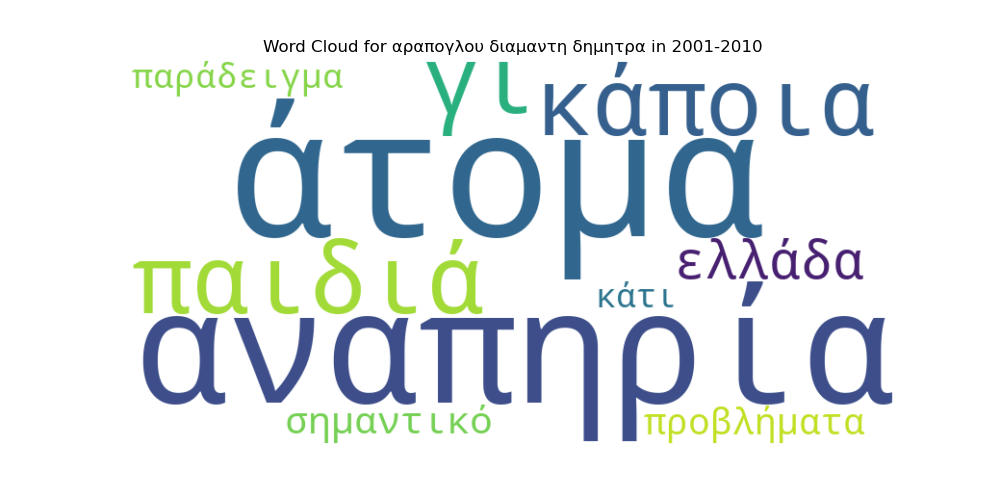 Word Cloud for αραπογλου διαμαντη δημητρα in 2001-2010
παράδειγμα γι κάποια
άτομα
παιδιά ελλάδα
κάτι
αναπηρία
σημαντικό προβλήματα